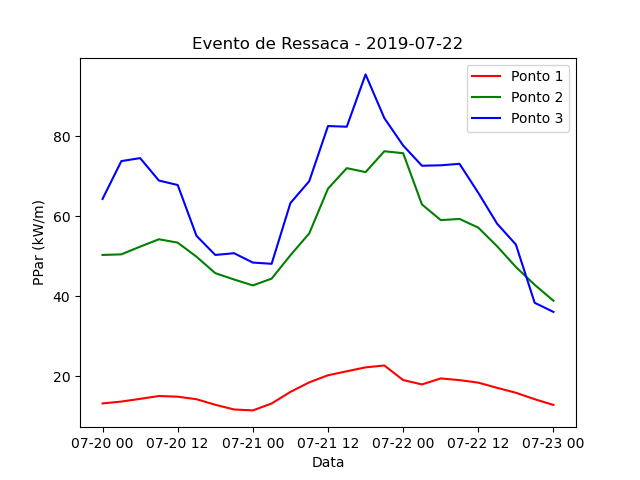 Evento de Ressaca - 2019-07-22
Ponto 1
Ponto 2
Ponto 3
PPar (kW/m)
80
60
40
20
07-20 00 07-20 12 07-21 00 07-21 12 07-22 00 07-22 12 07-23 00
Data